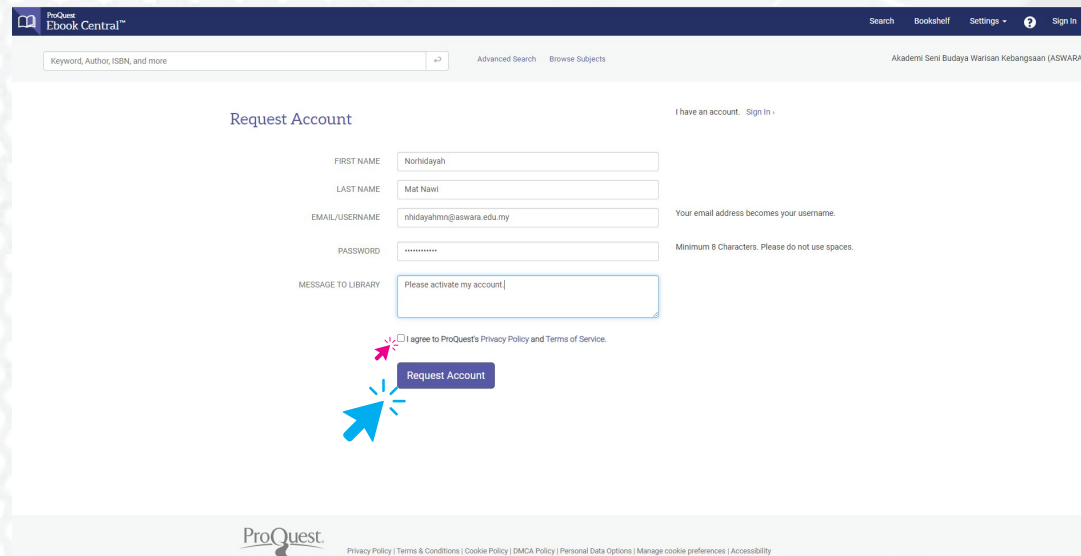 ProQuest
Ebook Central™
Search Bookshelf Settings ? Sign In
Keyword, Author, ISBN, and more
Advanced Search Browse Subjects
Akademi Seni Budaya Warisan Kebangsaan (ASWARA
Request Account
I have an account. Sign In ›
FIRST NAME Norhidayah
LAST NAME Mat Nawi
EMAIL/USERNAME nhidayahmn@aswara.edu.my Your email address becomes your username.
PASSWORD •••••••••••• Minimum 8 Characters. Please do not use spaces.
MESSAGE TO LIBRARY Please activate my account.
I agree to ProQuest's Privacy Policy and Terms of Service.
Request Account
ProQuest.
Privacy Policy | Terms & Conditions | Cookie Policy | DMCA Policy | Personal Data Options | Manage cookie preferences | Accessibility